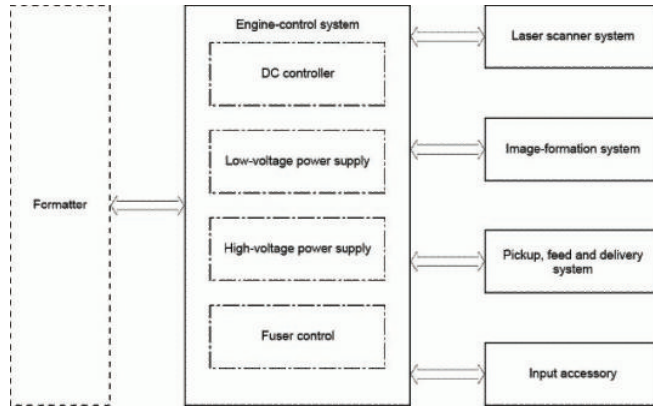 Engine-control system
DC controller
Low-voltage power supply
High-voltage power supply
Fuser control
Formatter
Laser scanner system
Image-formation system
Pickup, feed and delivery
system
Input accessory